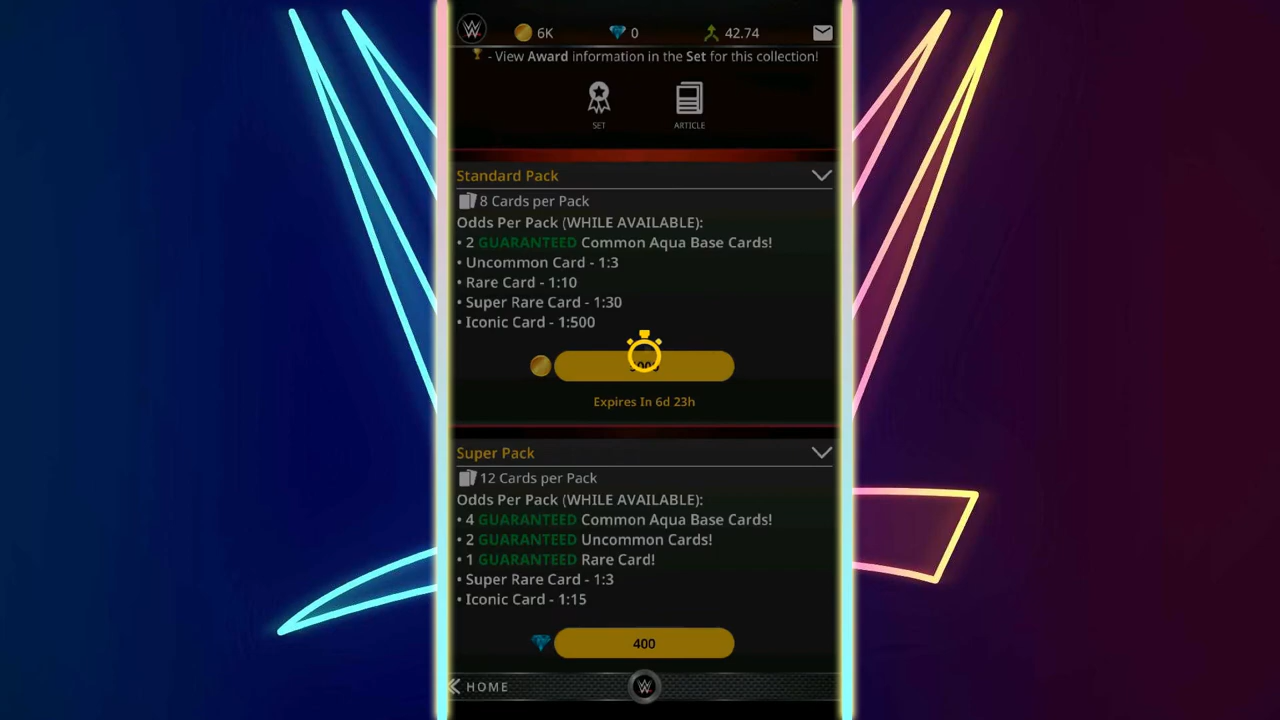 6K
0
42.74
- View Award information in the Set for this collection!
SET
ARTICLE
Standard Pack
8 Cards per Pack
Odds Per Pack (WHILE AVAILABLE):
• 2 GUARANTEED Common Aqua Base Cards!
• Uncommon Card - 1:3
• Rare Card - 1:10
• Super Rare Card - 1:30
• Iconic Card - 1:500
Expires In 6d 23h
Super Pack
12 Cards per Pack
Odds Per Pack (WHILE AVAILABLE):
• 4 GUARANTEED Common Aqua Base Cards!
• 2 GUARANTEED Uncommon Cards!
• 1 GUARANTEED Rare Card!
• Super Rare Card - 1:3
• Iconic Card - 1:15
400
HOME